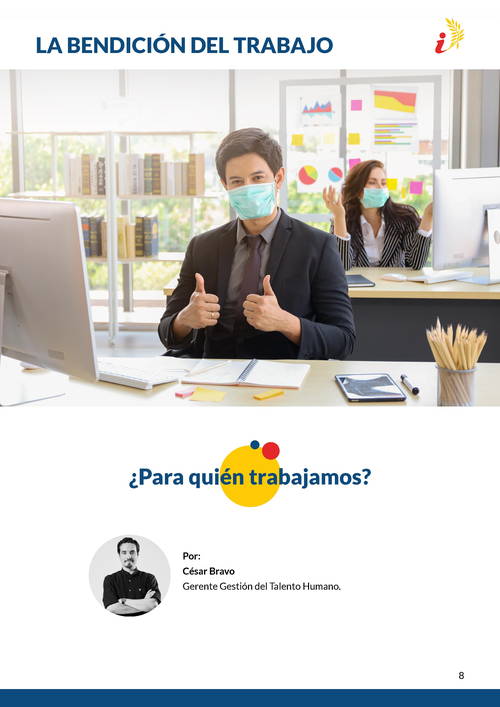 LA BENDICIÓN DEL TRABAJO
¿Para quién trabajamos?
Por:
César Bravo
Gerente Gestión del Talento Humano.
8